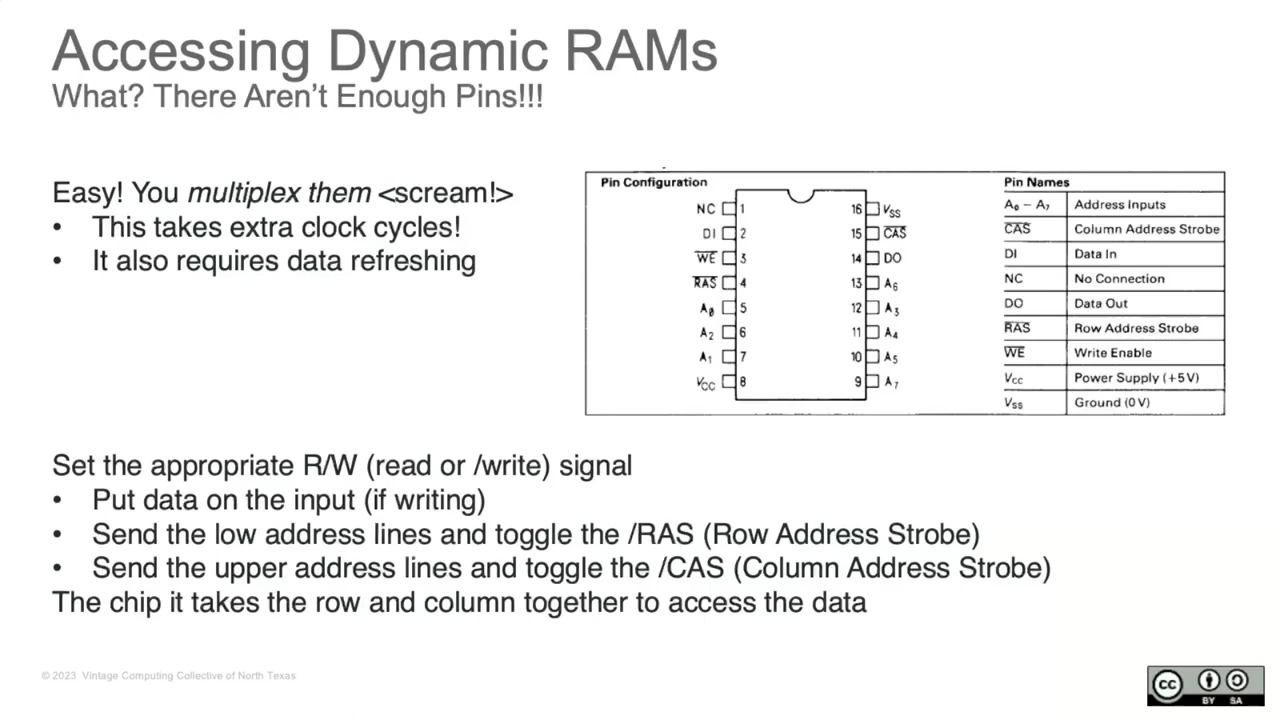 Accessing Dynamic RAMs
What? There Aren't Enough Pins!!!
Easy! You multiplex them <scream!>
• This takes extra clock cycles!
• It also requires data refreshing
Pin Configuration
NC 1
DI 2
WE 3
RAS 4
A0 5
A2 6
A1 7
VCC 8
16 VSS
15 CAS
14 DO
13 A6
12 A3
11 A4
10 A5
9 A7
Pin Names
A0 – A7 Address Inputs
CAS Column Address Strobe
DI Data In
NC No Connection
DO Data Out
RAS Row Address Strobe
WE Write Enable
VCC Power Supply (+5V)
VSS Ground (0V)
Set the appropriate R/W (read or /write) signal
• Put data on the input (if writing)
• Send the low address lines and toggle the /RAS (Row Address Strobe)
• Send the upper address lines and toggle the /CAS (Column Address Strobe)
The chip it takes the row and column together to access the data
© 2023 Vintage Computing Collective of North Texas
cc
BY SA